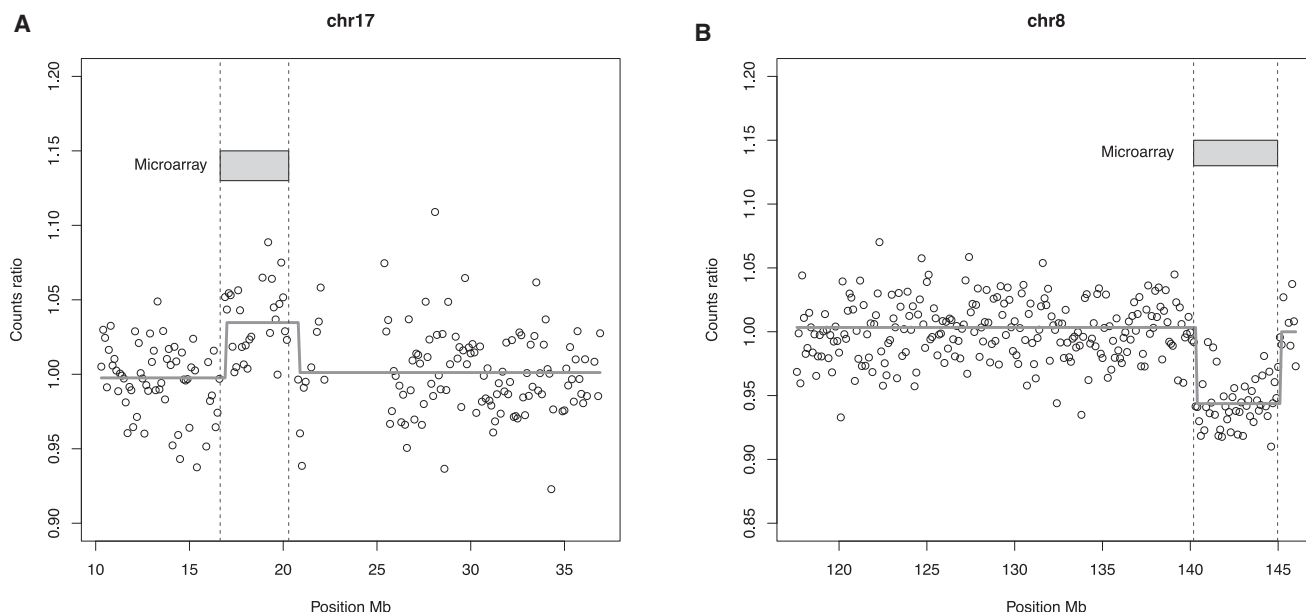 A
chr17
Counts ratio
1.20
1.15
1.10
1.05
1.00
0.95
0.90
Microarray
10 15 20 25 30 35
Position Mb
B
chr8
Counts ratio
1.20
1.15
1.10
1.05
1.00
0.95
0.90
0.85
Microarray
120 125 130 135 140 145
Position Mb